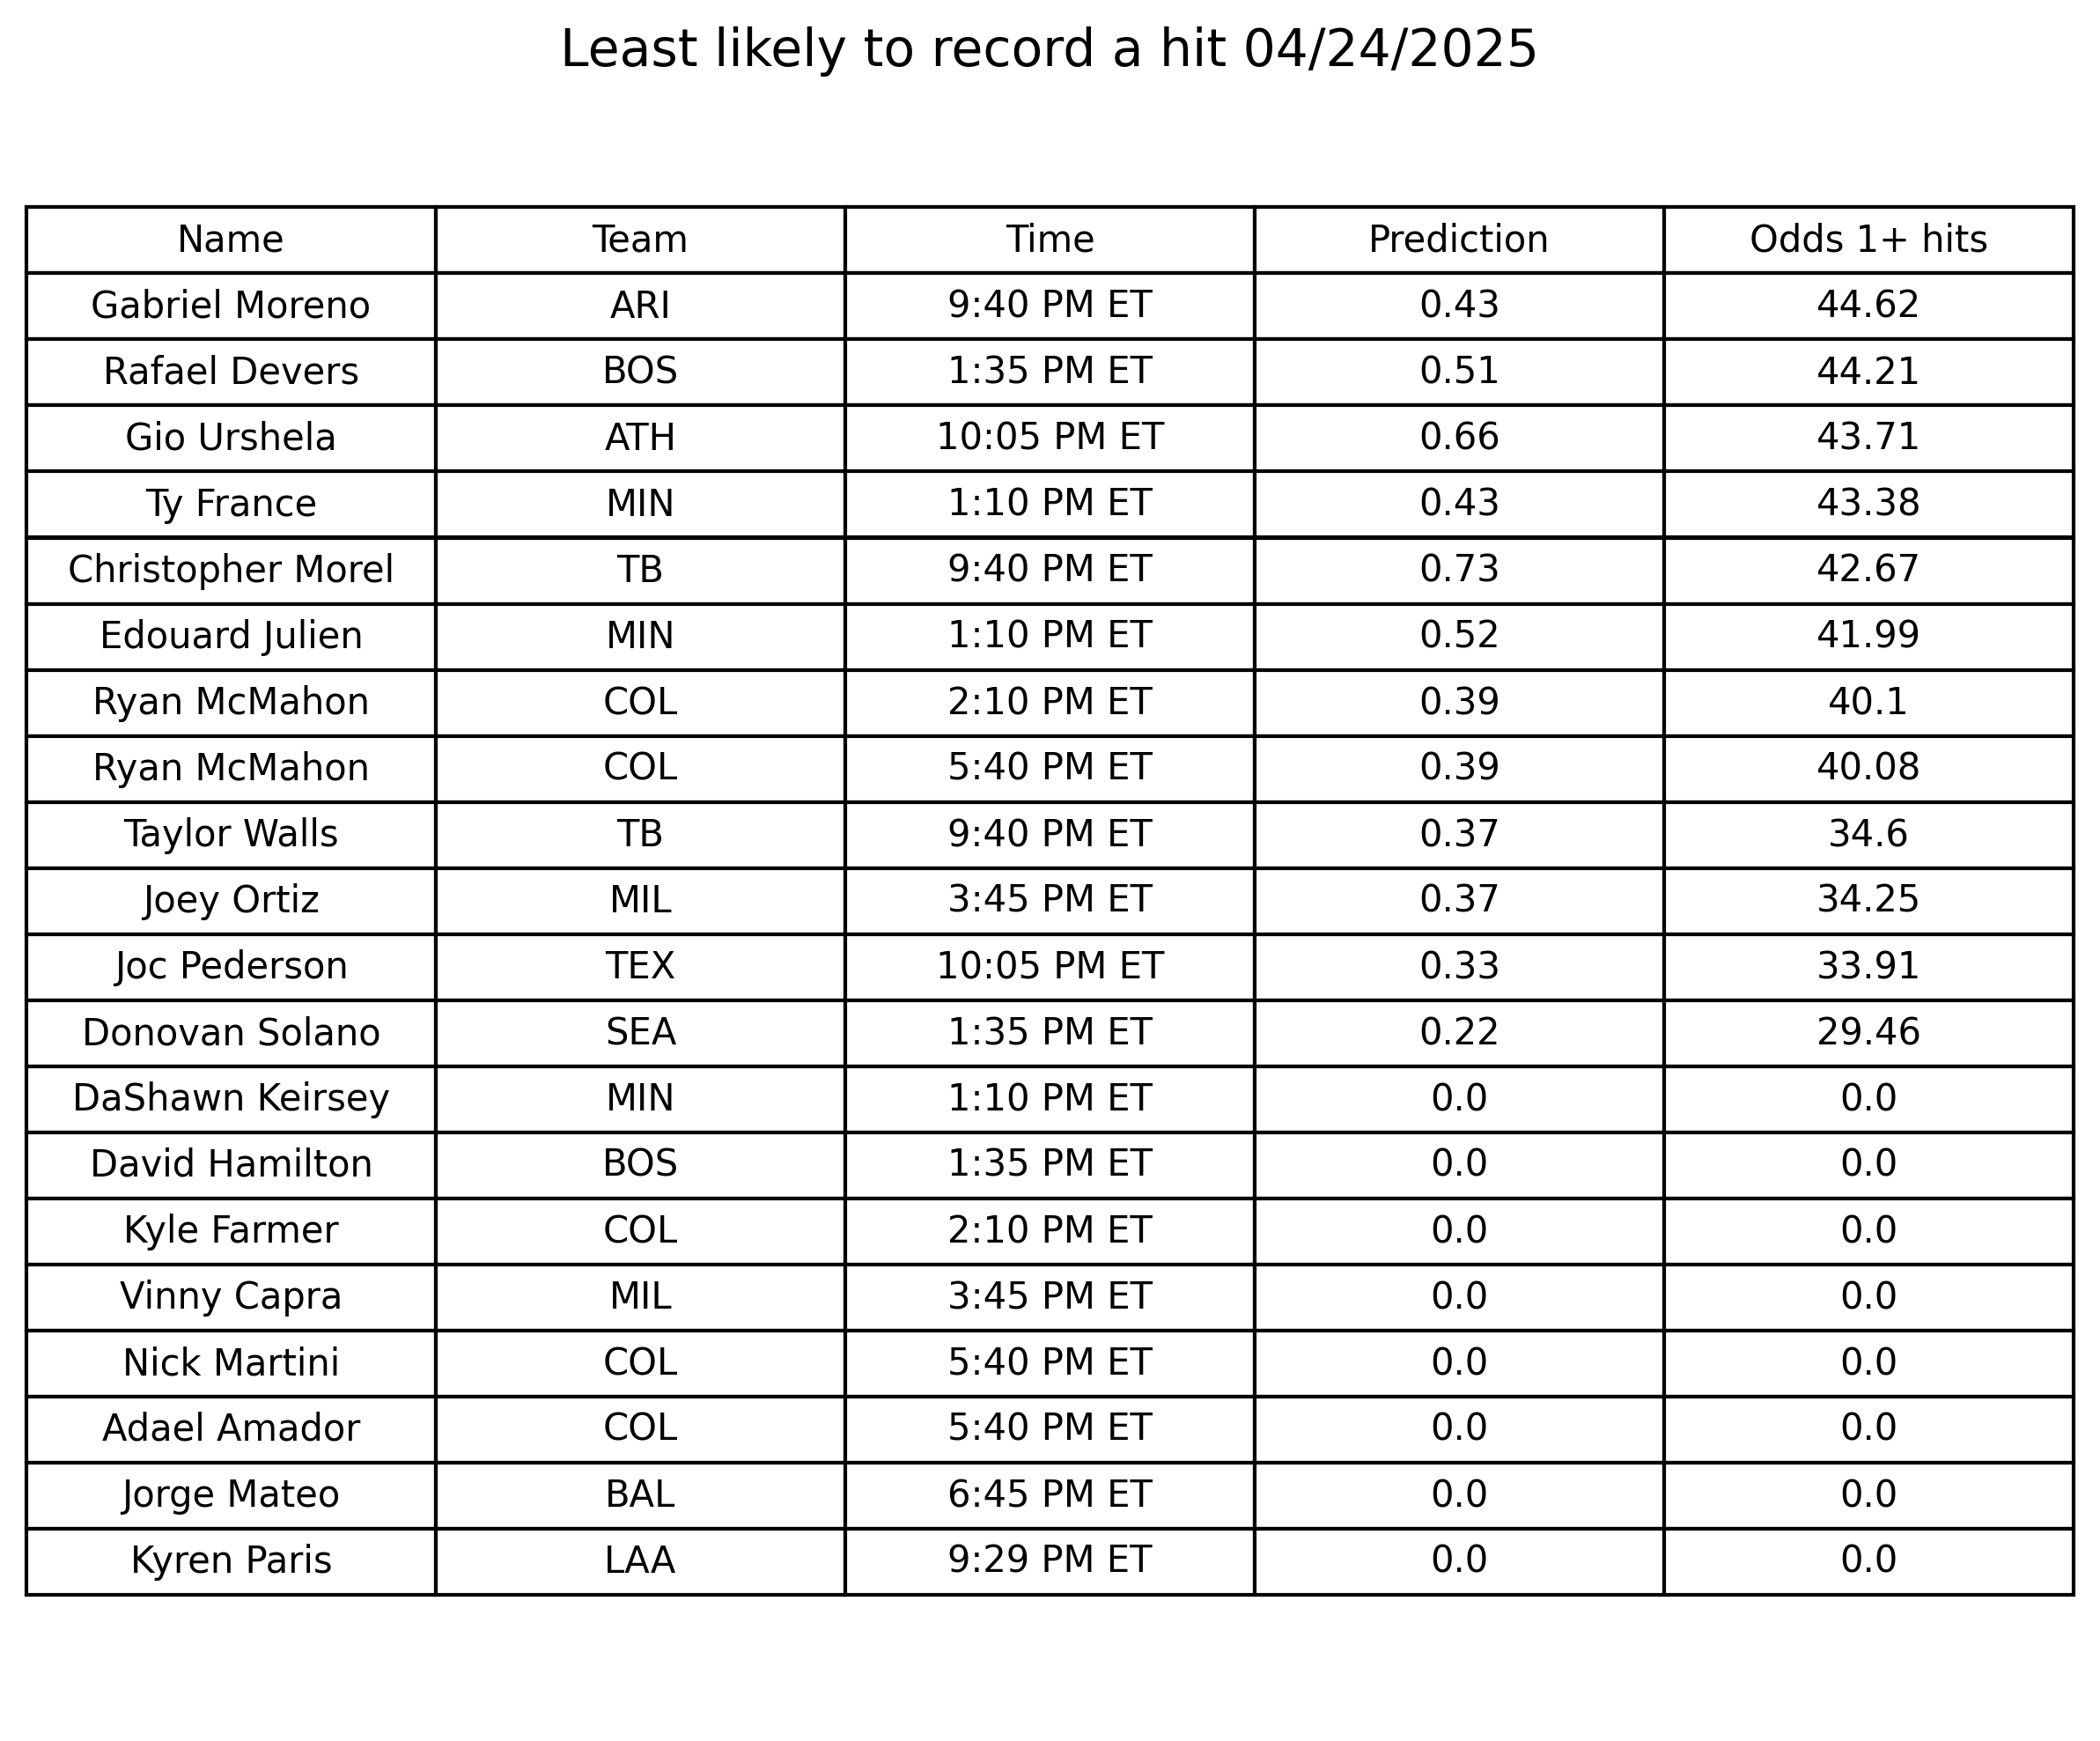 Least likely to record a hit 04/24/2025
Name Team Time Prediction Odds 1+ hits
Gabriel Moreno ARI 9:40 PM ET 0.43 44.62
Rafael Devers BOS 1:35 PM ET 0.51 44.21
Gio Urshela ATH 10:05 PM ET 0.66 43.71
Ty France MIN 1:10 PM ET 0.43 43.38
Christopher Morel TB 9:40 PM ET 0.73 42.67
Edouard Julien MIN 1:10 PM ET 0.52 41.99
Ryan McMahon COL 2:10 PM ET 0.39 40.1
Ryan McMahon COL 5:40 PM ET 0.39 40.08
Taylor Walls TB 9:40 PM ET 0.37 34.6
Joey Ortiz MIL 3:45 PM ET 0.37 34.25
Joc Pederson TEX 10:05 PM ET 0.33 33.91
Donovan Solano SEA 1:35 PM ET 0.22 29.46
DaShawn Keirsey MIN 1:10 PM ET 0.0 0.0
David Hamilton BOS 1:35 PM ET 0.0 0.0
Kyle Farmer COL 2:10 PM ET 0.0 0.0
Vinny Capra MIL 3:45 PM ET 0.0 0.0
Nick Martini COL 5:40 PM ET 0.0 0.0
Adael Amador COL 5:40 PM ET 0.0 0.0
Jorge Mateo BAL 6:45 PM ET 0.0 0.0
Kyren Paris LAA 9:29 PM ET 0.0 0.0